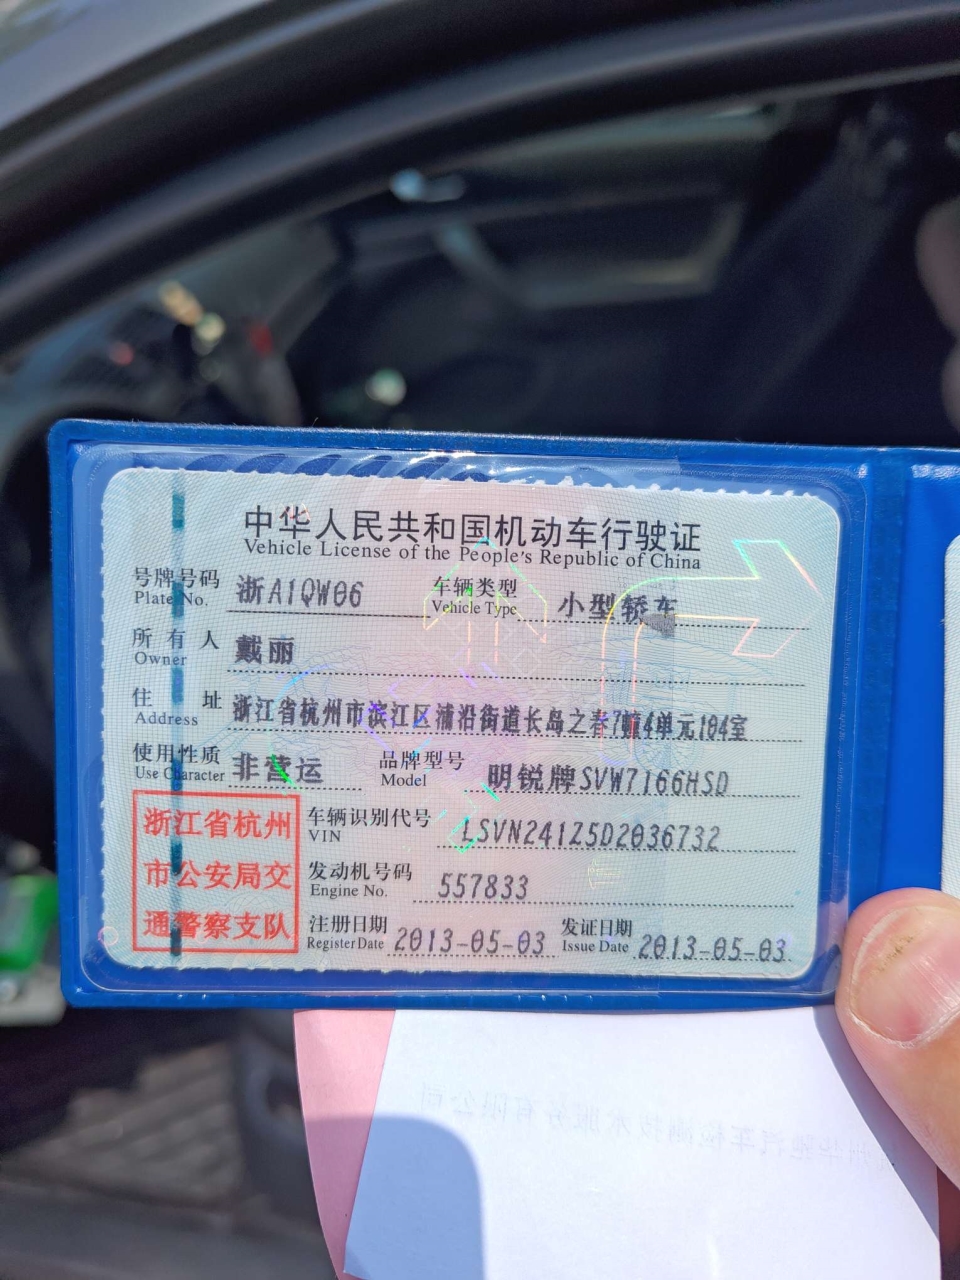 中华人民共和国机动车行驶证
Vehicle License of the People's Republic of China
号牌号码 浙A1QW06 车辆类型 小型轿车
Plate No. Vehicle Type
所有人 戴丽
Owner
住址 浙江省杭州市滨江区浦沿街道长岛之春7幢4单元104室
Address
使用性质 非营运 品牌型号 明锐牌SVW7166HSD
Use Character Model
浙江省杭州
市公安局交
通警察支队
车辆识别代号 LSVN241Z5D2036732
VIN
发动机号码 557833
Engine No.
注册日期 2013-05-03 发证日期 2013-05-03
Register Date Issue Date